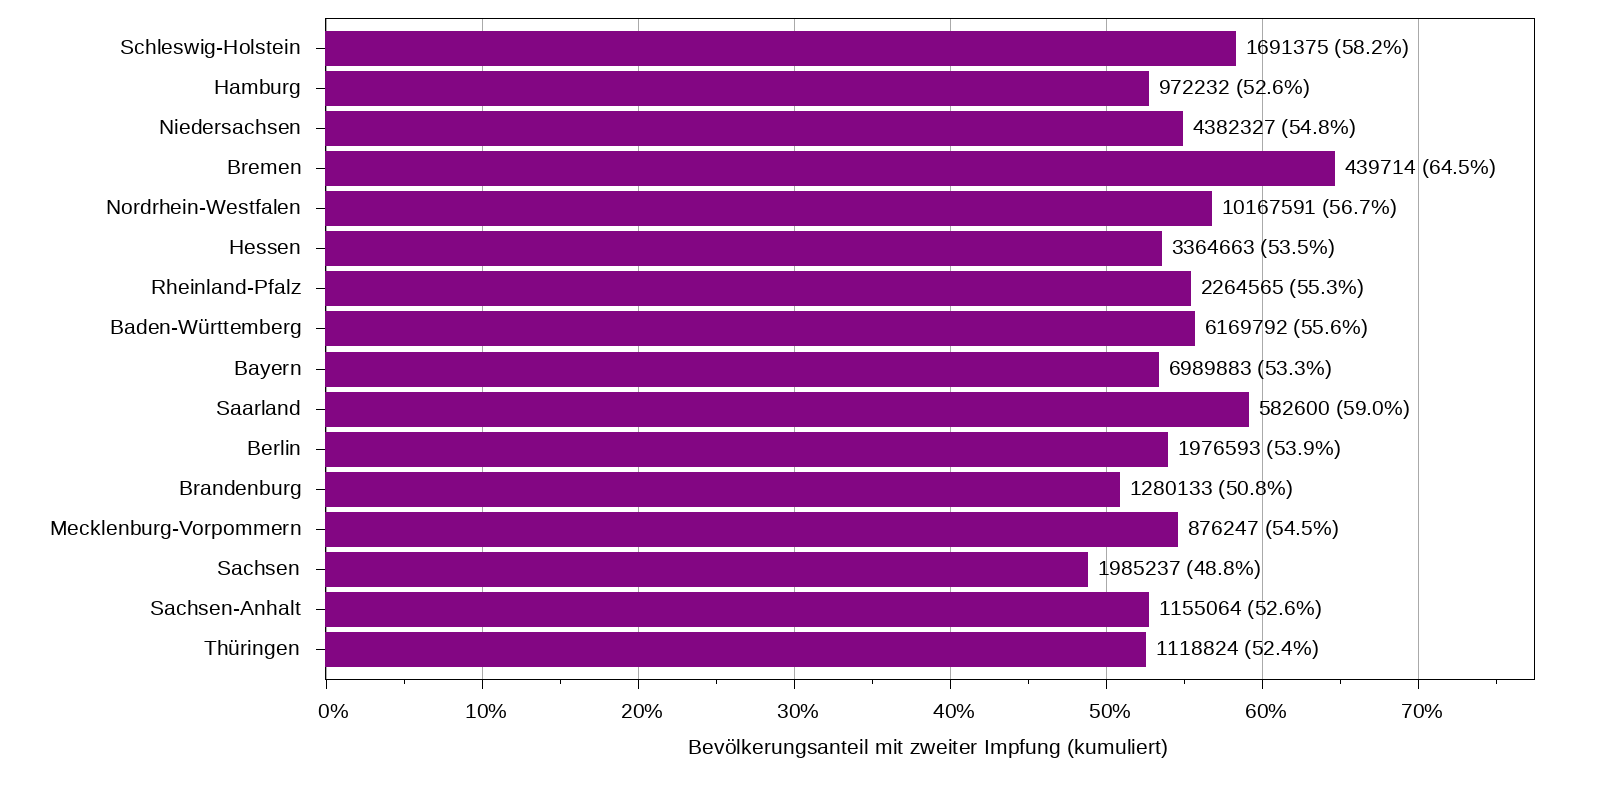 Schleswig-Holstein 1691375 (58.2%)
Hamburg 972232 (52.6%)
Niedersachsen 4382327 (54.8%)
Bremen 439714 (64.5%)
Nordrhein-Westfalen 10167591 (56.7%)
Hessen 3364663 (53.5%)
Rheinland-Pfalz 2264565 (55.3%)
Baden-Württemberg 6169792 (55.6%)
Bayern 6989883 (53.3%)
Saarland 582600 (59.0%)
Berlin 1976593 (53.9%)
Brandenburg 1280133 (50.8%)
Mecklenburg-Vorpommern 876247 (54.5%)
Sachsen 1985237 (48.8%)
Sachsen-Anhalt 1155064 (52.6%)
Thüringen 1118824 (52.4%)
0% 10% 20% 30% 40% 50% 60% 70%
Bevölkerungsanteil mit zweiter Impfung (kumuliert)